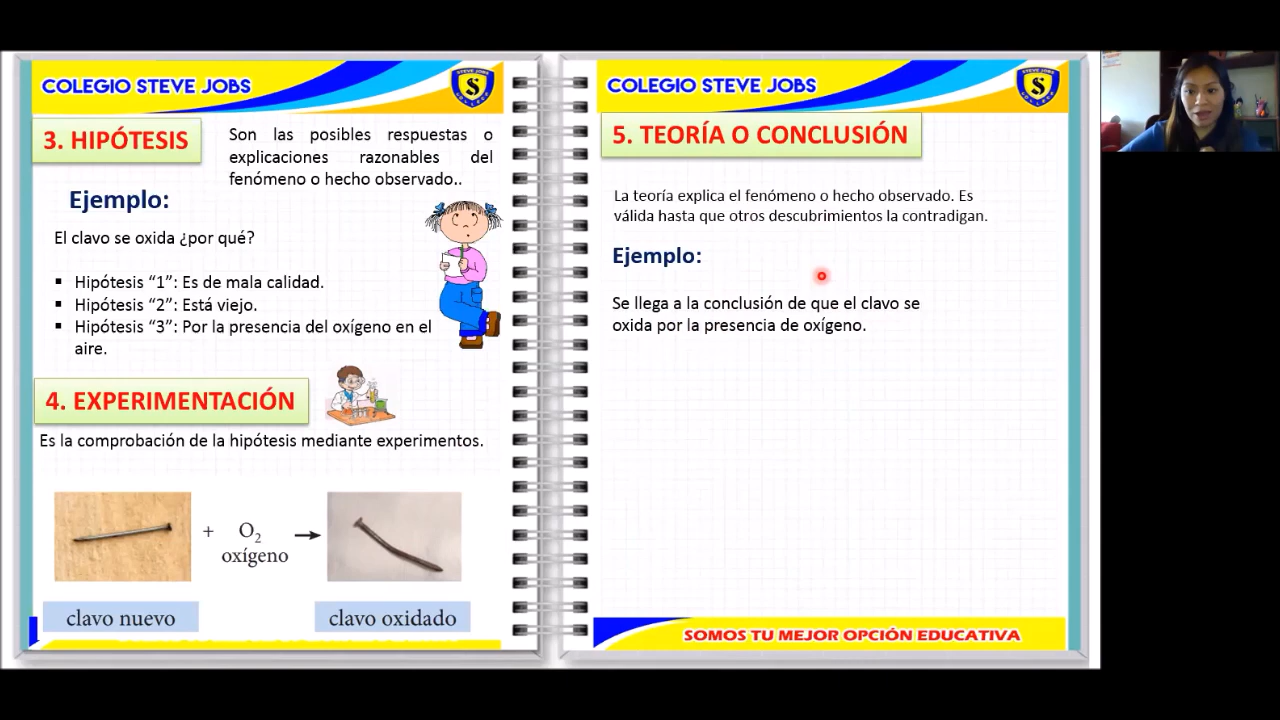 COLEGIO STEVE JOBS
3. HIPÓTESIS
Son las posibles respuestas o
explicaciones razonables del
fenómeno o hecho observado..
Ejemplo:
El clavo se oxida ¿por qué?
▪ Hipótesis “1”: Es de mala calidad.
▪ Hipótesis “2”: Está viejo.
▪ Hipótesis “3”: Por la presencia del oxígeno en el
aire.
4. EXPERIMENTACIÓN
Es la comprobación de la hipótesis mediante experimentos.
+ O₂ →
oxígeno
clavo nuevo
clavo oxidado
COLEGIO STEVE JOBS
5. TEORÍA O CONCLUSIÓN
La teoría explica el fenómeno o hecho observado. Es
válida hasta que otros descubrimientos la contradigan.
Ejemplo:
Se llega a la conclusión de que el clavo se
oxida por la presencia de oxígeno.
SOMOS TU MEJOR OPCIÓN EDUCATIVA